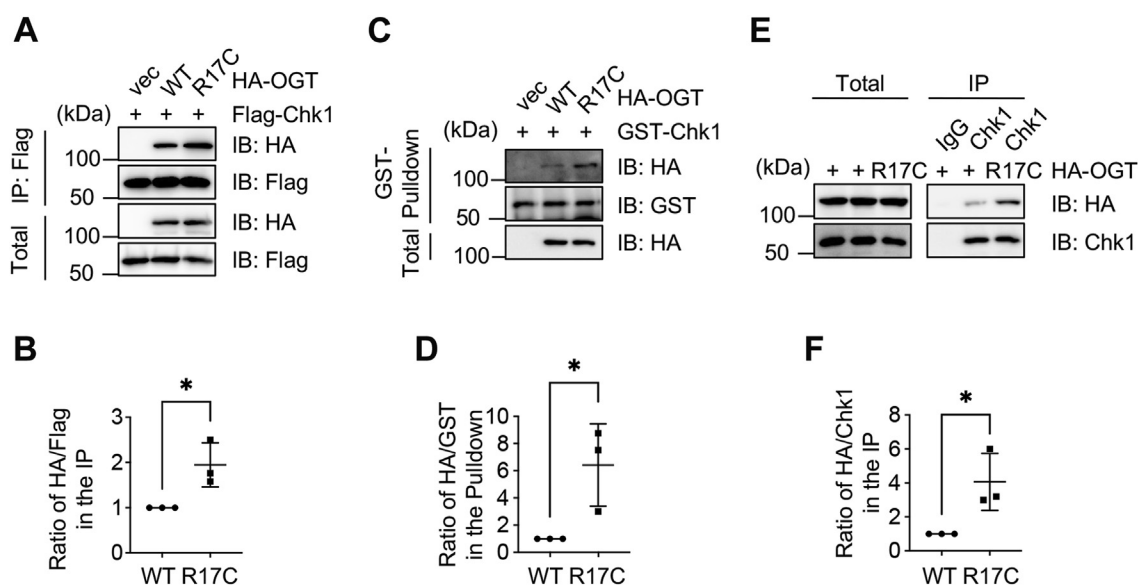 A
vec WT R17C HA-OGT
(kDa) + + + Flag-Chk1
IP: Flag
100 IB: HA
50 IB: Flag
Total
100 IB: HA
50 IB: Flag
B
*
Ratio of HA/Flag
in the IP
3
2
1
0
WT R17C
C
vec WT R17C HA-OGT
(kDa) + + + GST-Chk1
GST-
Pulldown
100 IB: HA
50 IB: GST
Total
100 IB: HA
D
*
Ratio of HA/GST
in the Pulldown
10
8
6
4
2
0
WT R17C
E
Total IP
IgG Chk1 Chk1
(kDa) + + R17C + + R17C HA-OGT
100 IB: HA
50 IB: Chk1
F
*
Ratio of HA/Chk1
in the IP
8
6
4
2
0
WT R17C